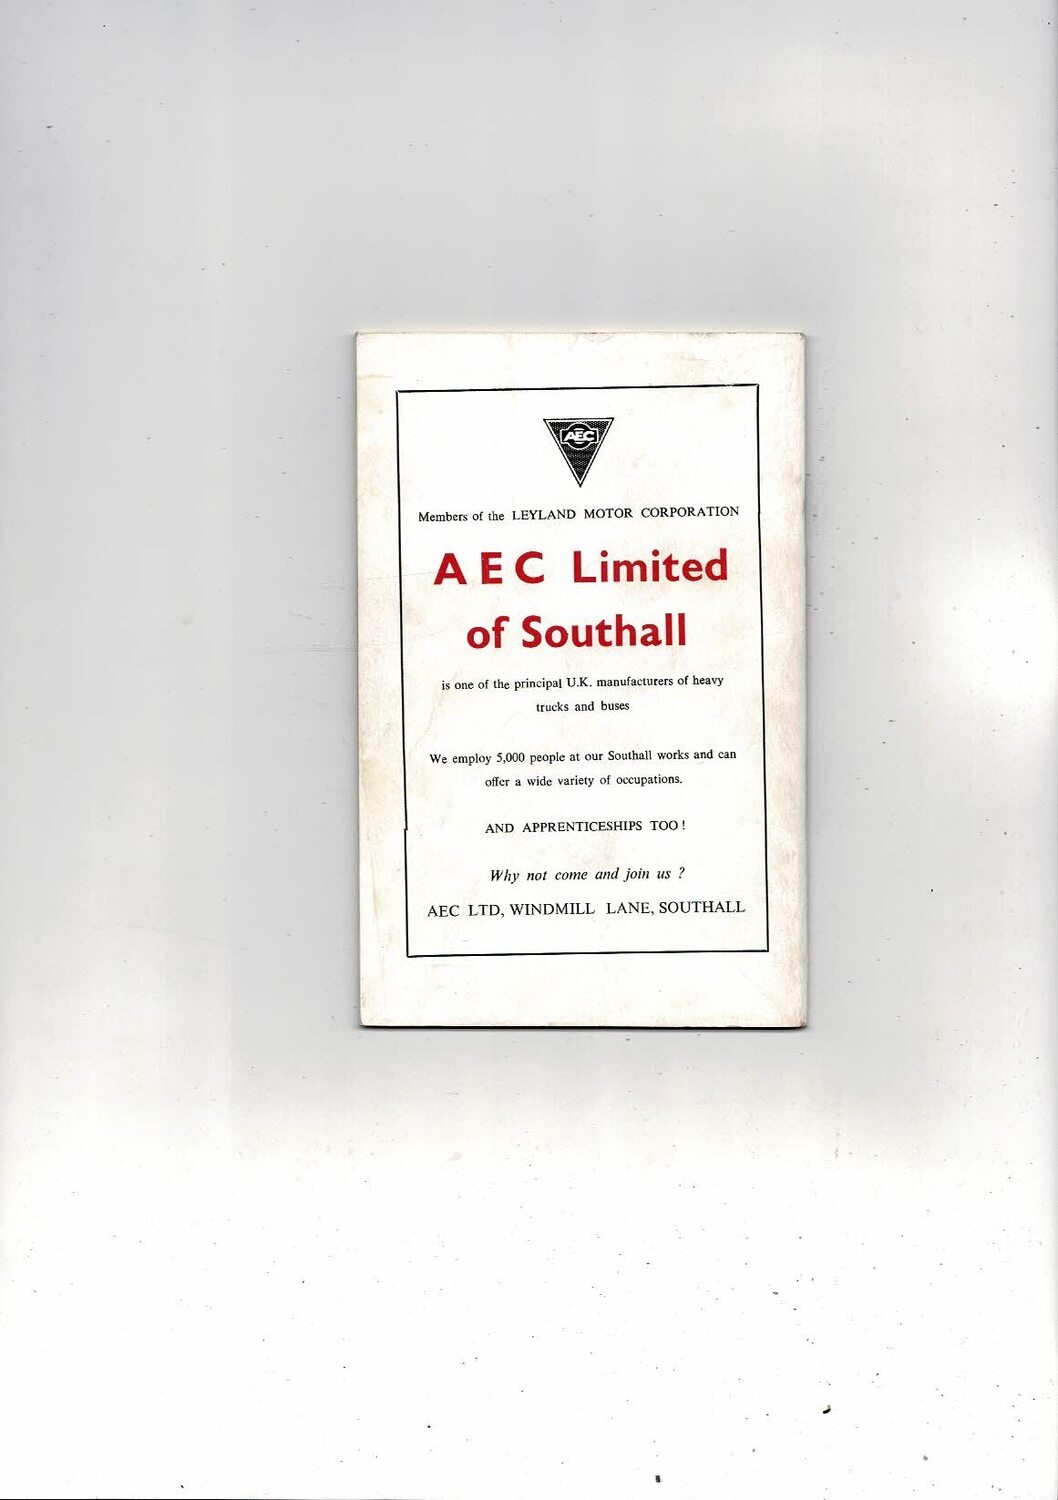 AEC
Members of the LEYLAND MOTOR CORPORATION
AEC Limited
of Southall
is one of the principal U.K. manufacturers of heavy
trucks and buses
We employ 5,000 people at our Southall works and can
offer a wide variety of occupations.
AND APPRENTICESHIPS TOO!
Why not come and join us ?
AEC LTD, WINDMILL LANE, SOUTHALL